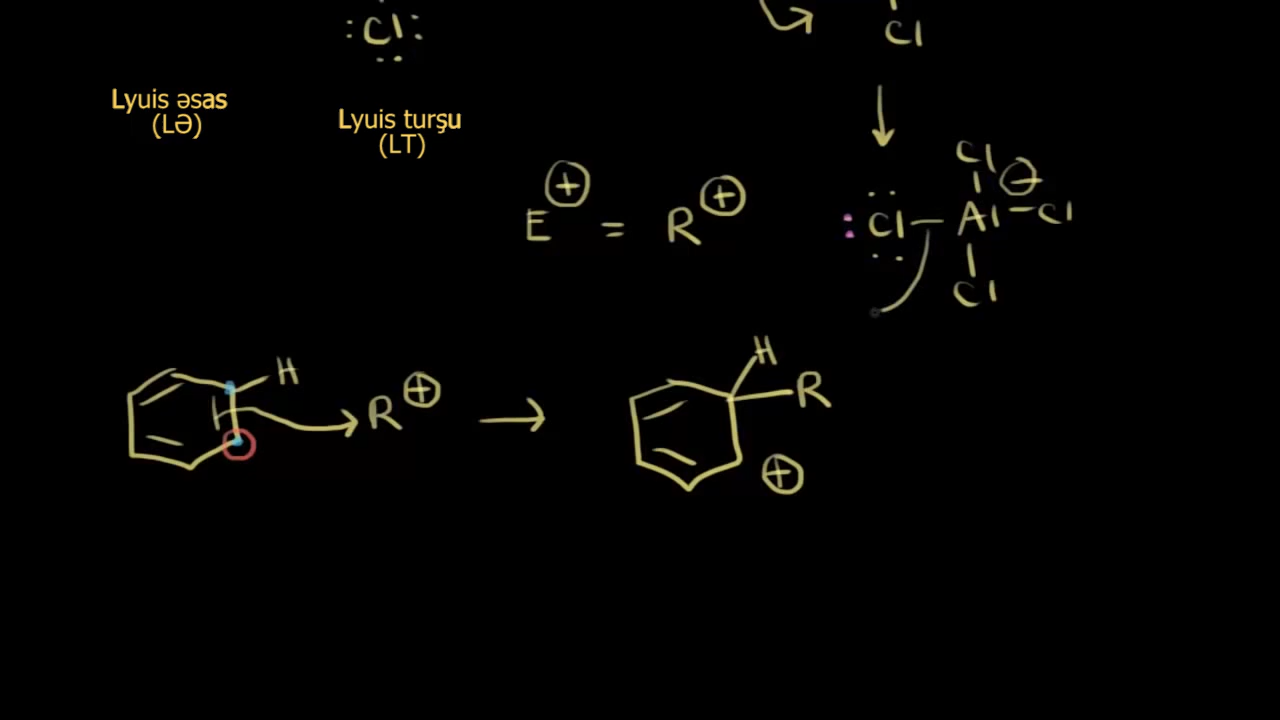 :Cl:
Cl
Lyuis əsas
(LƏ)
Lyuis turşu
(LT)
E⊕ = R⊕
Cl ⊖
:Cl–Al–Cl
Cl
H
R⊕ →
H
R
⊕